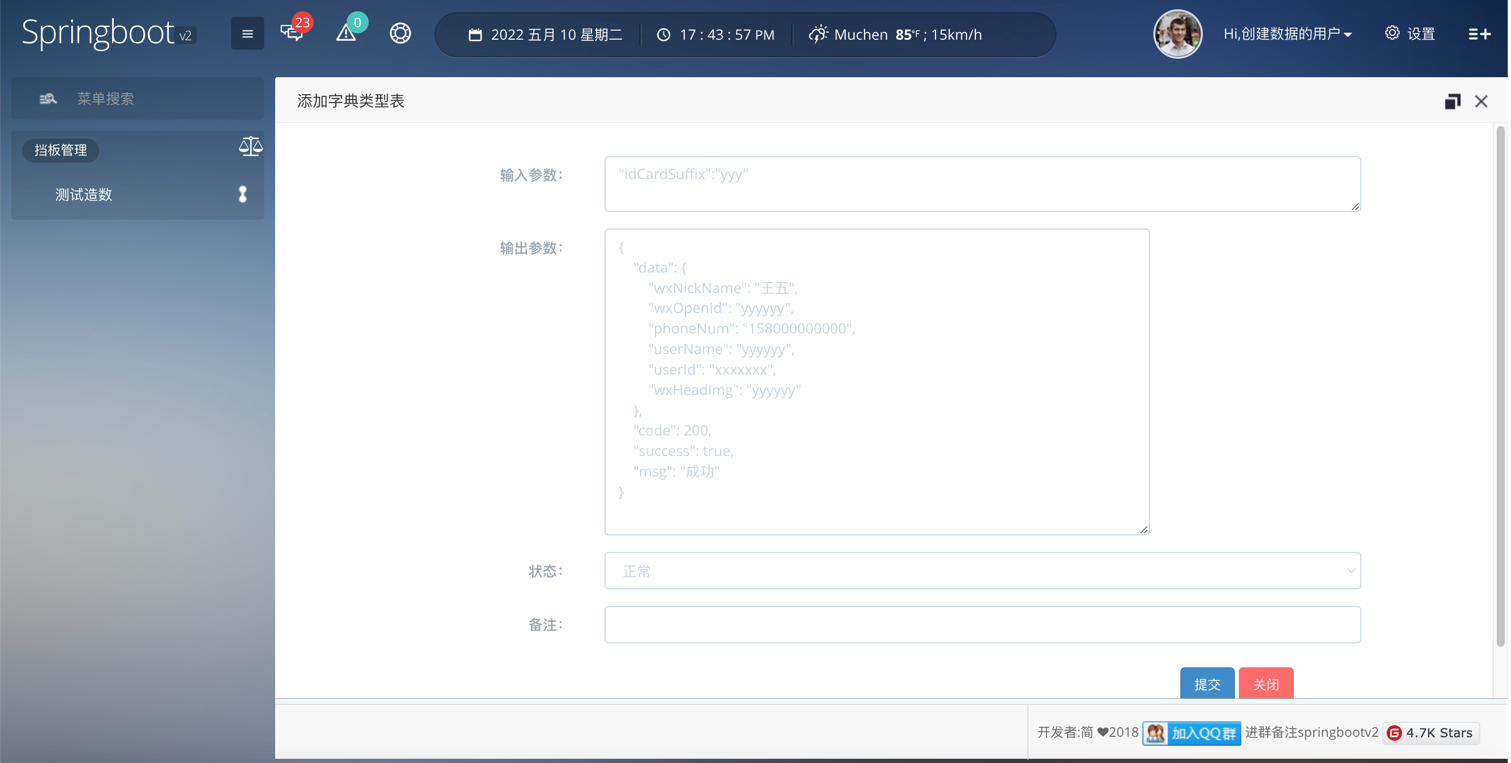 Springboot v2
23
0
2022 五月 10 星期二
17 : 43 : 57 PM
Muchen 85°F ; 15km/h
Hi,创建数据的用户
设置
菜单搜索
挡板管理
测试造数
添加字典类型表
输入参数：
"idCardSuffix":"yyy"
输出参数：
{
"data": {
"wxNickName": "王五",
"wxOpenId": "yyyyyy",
"phoneNum": "158000000000",
"userName": "yyyyyy",
"userId": "xxxxxxx",
"wxHeadImg": "yyyyyy"
},
"code": 200,
"success": true,
"msg": "成功"
}
状态：
正常
备注：
提交
关闭
开发者:简 ❤2018 加入QQ群 进群备注springbootv2 G 4.7K Stars